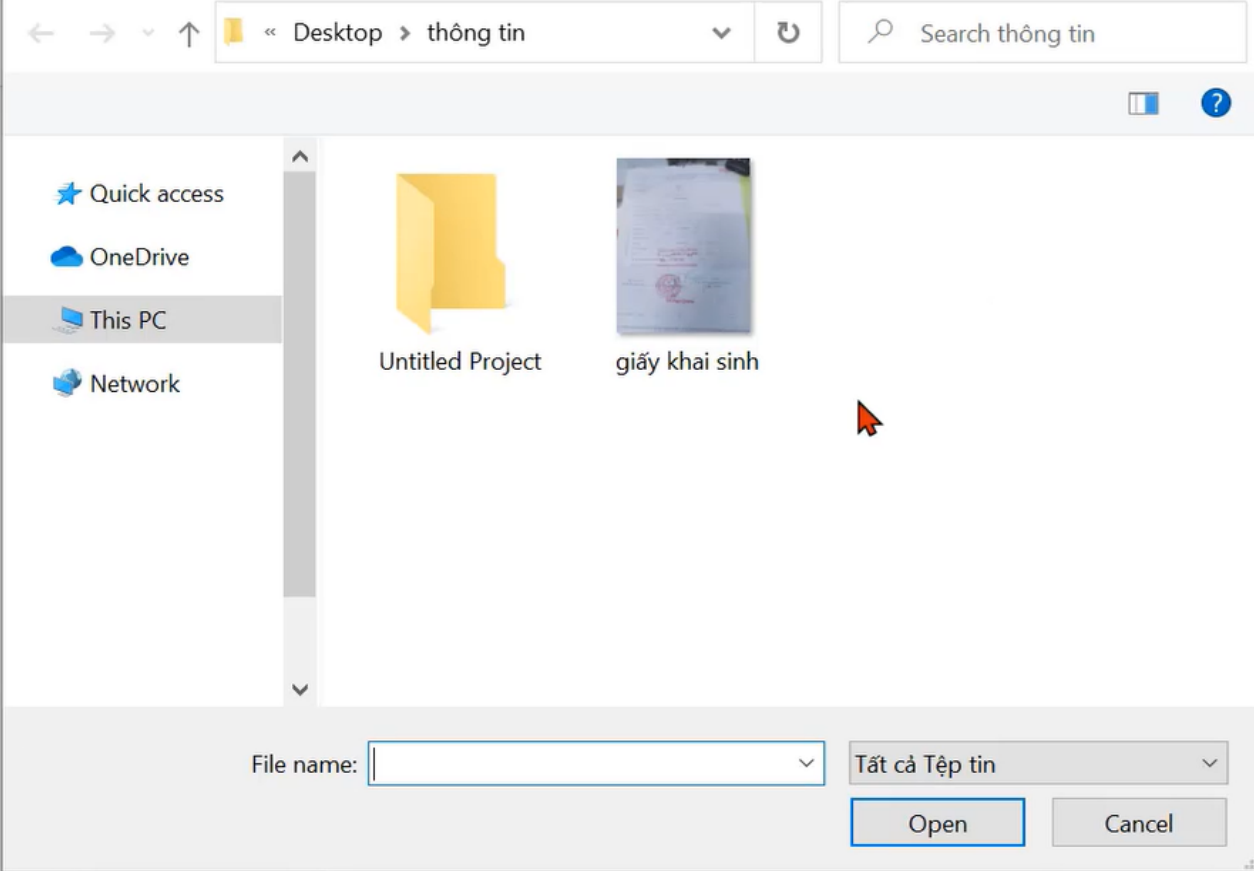 « Desktop > thông tin
Search thông tin
?
Quick access
OneDrive
This PC
Network
Untitled Project
giấy khai sinh
File name:
Tất cả Tệp tin
Open
Cancel